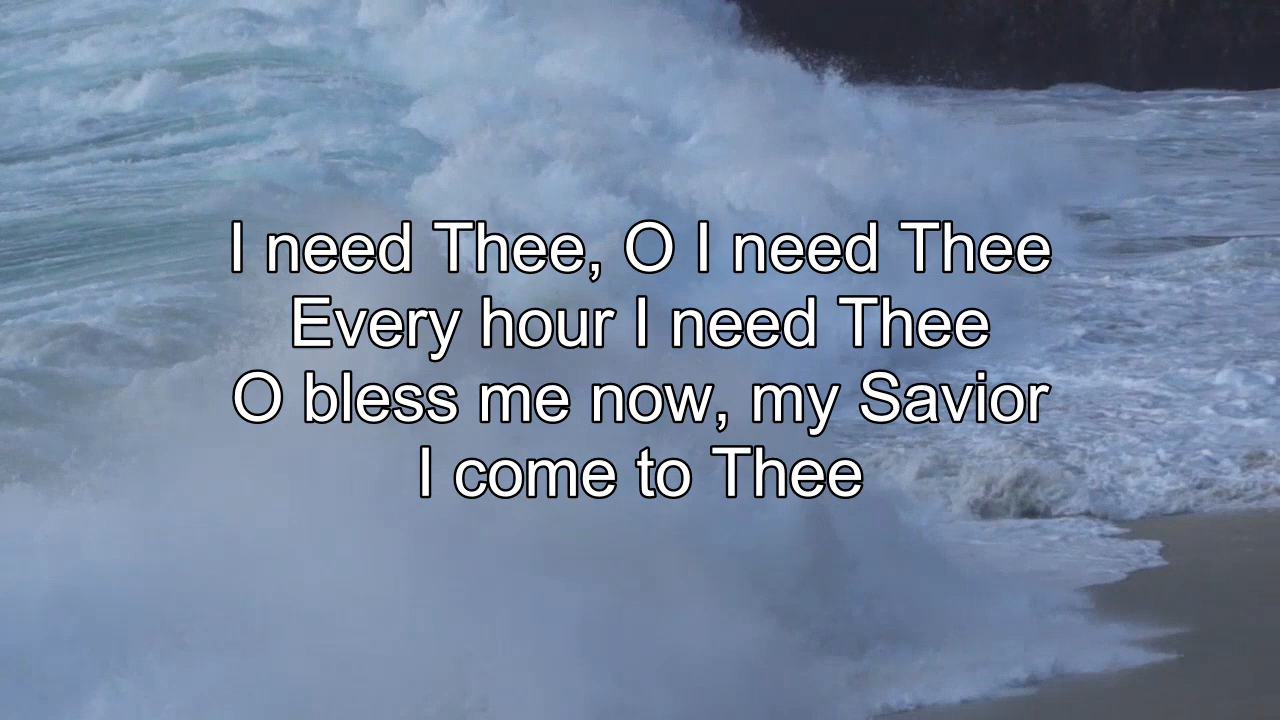 I need Thee, O I need Thee
Every hour I need Thee
O bless me now, my Savior
I come to Thee